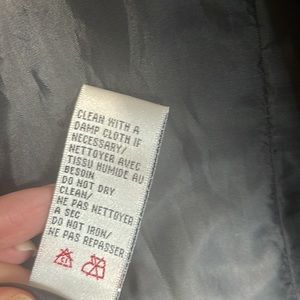 CLEAN WITH A
DAMP CLOTH IF
NECESSARY/
NETTOYER AVEC
TISSU HUMIDE AU
BESOIN
DO NOT DRY
CLEAN/
NE PAS NETTOYER
A SEC
DO NOT IRON/
NE PAS REPASSER